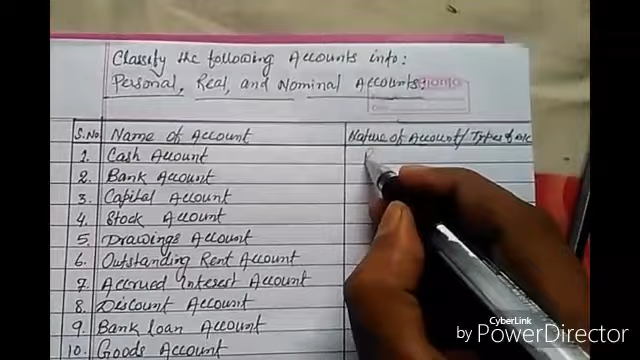 Classify the following Accounts into:
Personal, Real, and Nominal Accounts.
S.No. Name of Account Nature of Account/Types of A/c
1. Cash Account
2. Bank Account
3. Capital Account
4. Stock Account
5. Drawings Account
6. Outstanding Rent Account
7. Accrued Interest Account
8. Discount Account
9. Bank loan Account
10. Goods Account
CyberLink
by PowerDirector